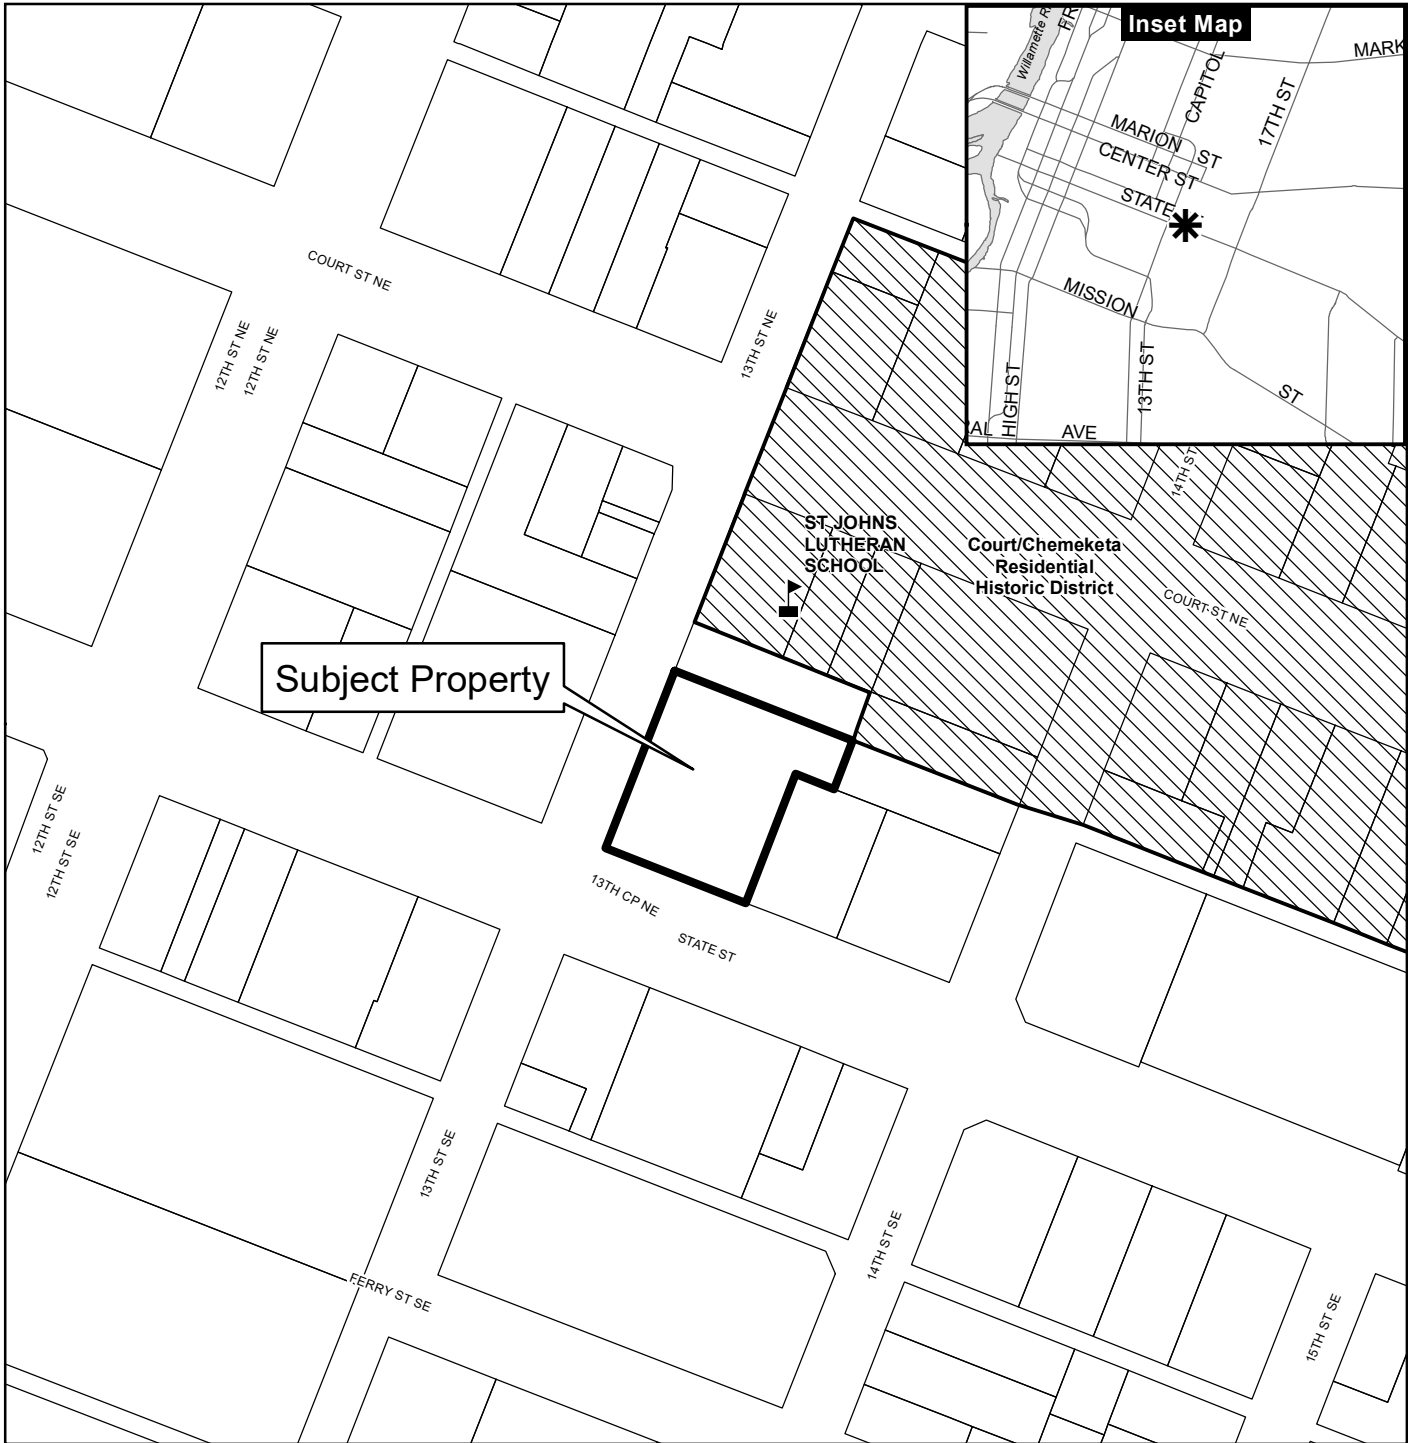 Inset Map
Willamette R
FR
CAPITOL
MARK
17TH ST
MARION ST
CENTER ST
STATE
MISSION
ST
HIGH ST
13TH ST
AVE
COURT ST NE
12TH ST NE
12TH ST NE
13TH ST NE
14TH ST
ST JOHNS
LUTHERAN
SCHOOL
Court/Chemeketa
Residential
Historic District
COURT ST NE
Subject Property
12TH ST SE
12TH ST SE
13TH CP NE
STATE ST
13TH ST SE
14TH ST SE
FERRY ST SE
15TH ST SE